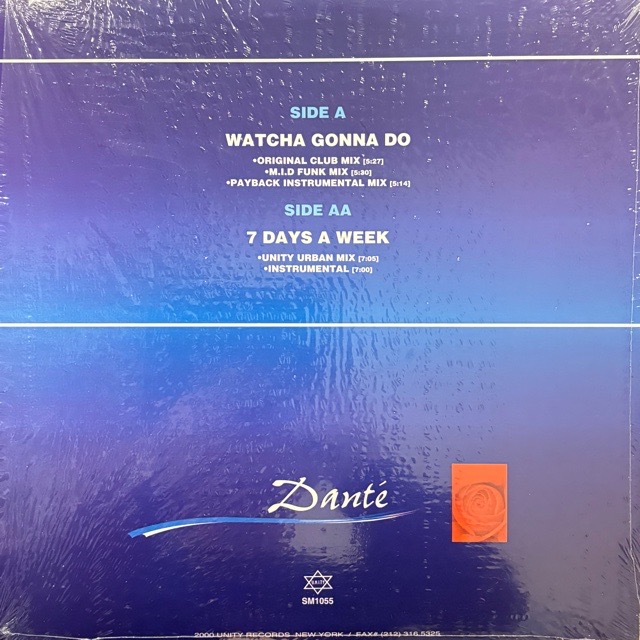 SIDE A
WATCHA GONNA DO
•ORIGINAL CLUB MIX [5:27]
•M.I.D FUNK MIX [5:30]
•PAYBACK INSTRUMENTAL MIX [5:14]
SIDE AA
7 DAYS A WEEK
•UNITY URBAN MIX [7:05]
•INSTRUMENTAL [7:00]
Danté
SM1055
2000 UNITY RECORDS NEW YORK / FAX# (212) 316.5325